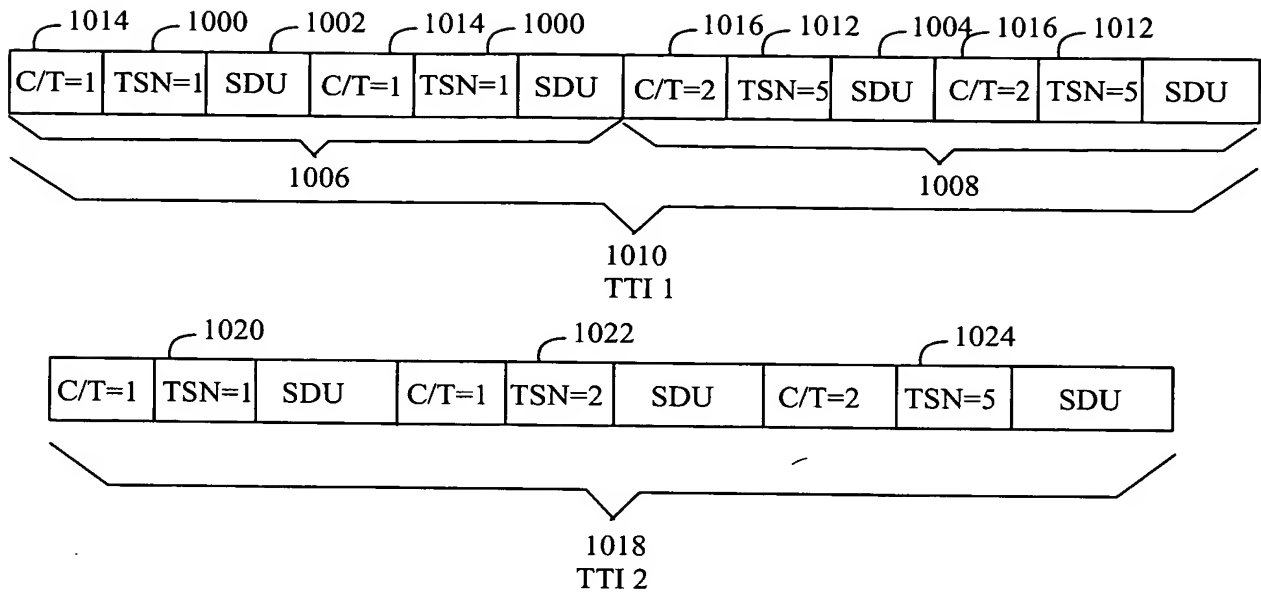 1014 1000 1002 1014 1000 1016 1012 1004 1016 1012
C/T=1 TSN=1 SDU C/T=1 TSN=1 SDU C/T=2 TSN=5 SDU C/T=2 TSN=5 SDU
1006 1008
1010
TTI 1
1020 1022 1024
C/T=1 TSN=1 SDU C/T=1 TSN=2 SDU C/T=2 TSN=5 SDU
1018
TTI 2